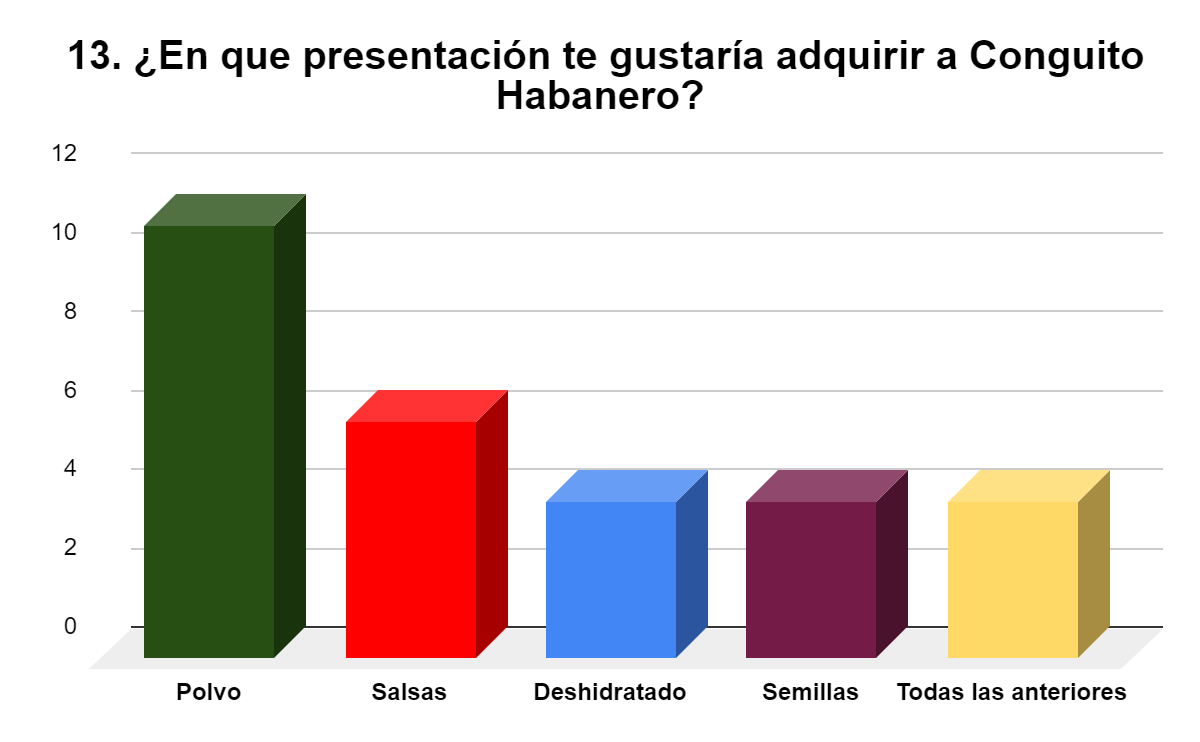 13. ¿En que presentación te gustaría adquirir a Conguito
Habanero?
12
10
8
6
4
2
0
Polvo
Salsas
Deshidratado
Semillas
Todas las anteriores